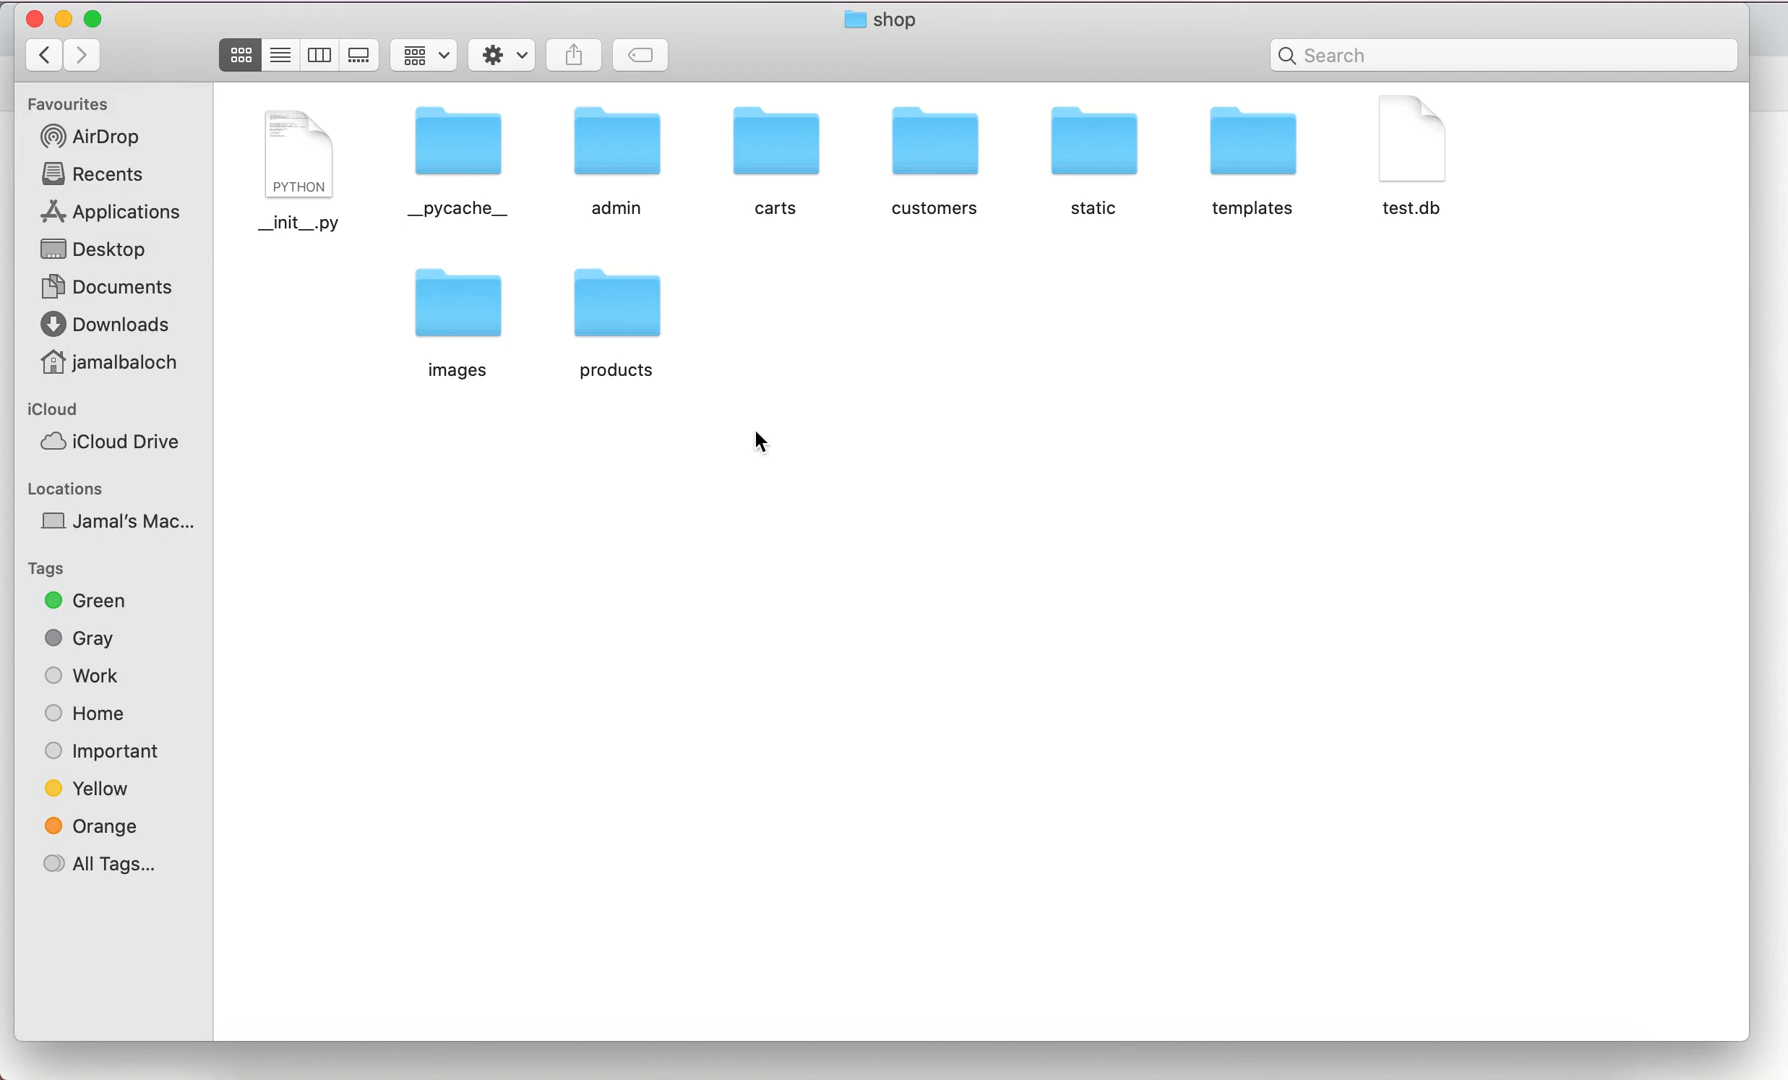 shop
Search
Favourites
AirDrop
Recents
Applications
Desktop
Documents
Downloads
jamalbaloch
iCloud
iCloud Drive
Locations
Jamal's Mac...
Tags
Green
Gray
Work
Home
Important
Yellow
Orange
All Tags...
PYTHON
__init__.py
__pycache__
admin
carts
customers
static
templates
test.db
images
products